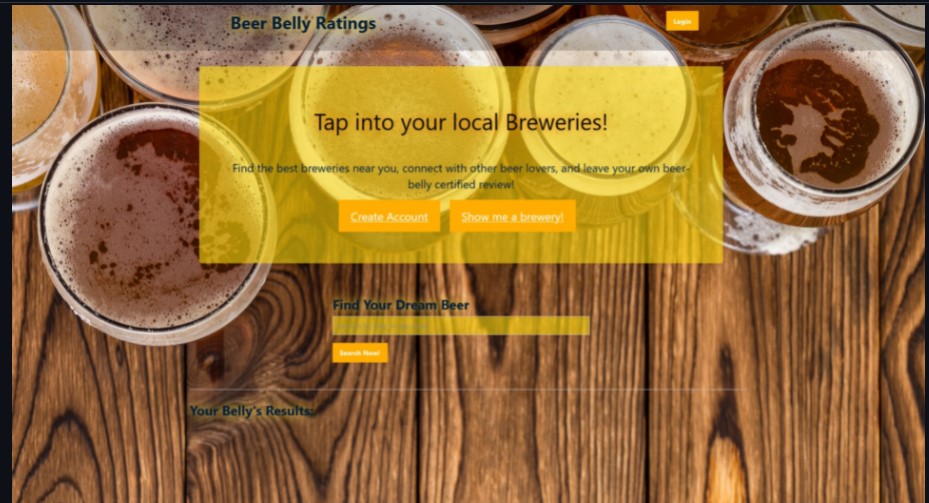 Beer Belly Ratings
Login
Tap into your local Breweries!
Find the best breweries near you, connect with other beer lovers, and leave your own beer-
belly certified review!
Create Account
Show me a brewery!
Find Your Dream Beer
Search Now!
Your Belly's Results: